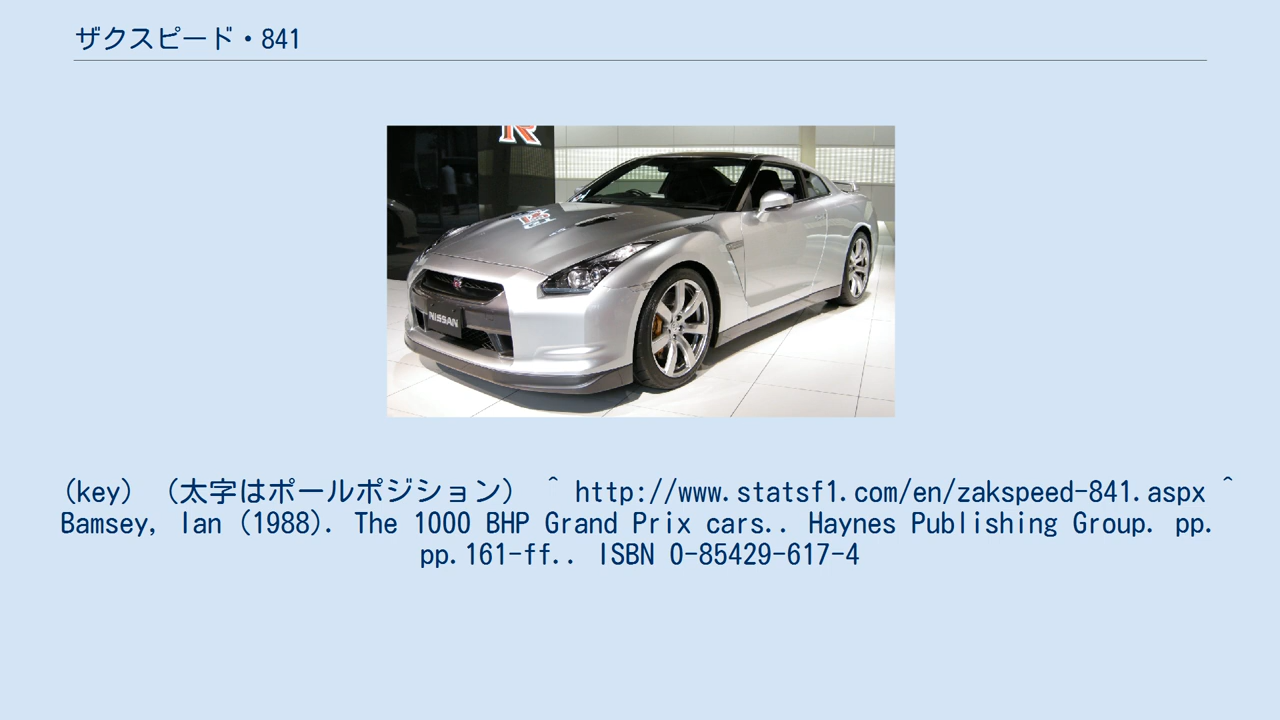 ザクスピード・841
R
NISSAN
(key) (太字はポールポジション) ^ http://www.statsf1.com/en/zakspeed-841.aspx ^
Bamsey, Ian (1988). The 1000 BHP Grand Prix cars.. Haynes Publishing Group. pp.
pp.161-ff.. ISBN 0-85429-617-4